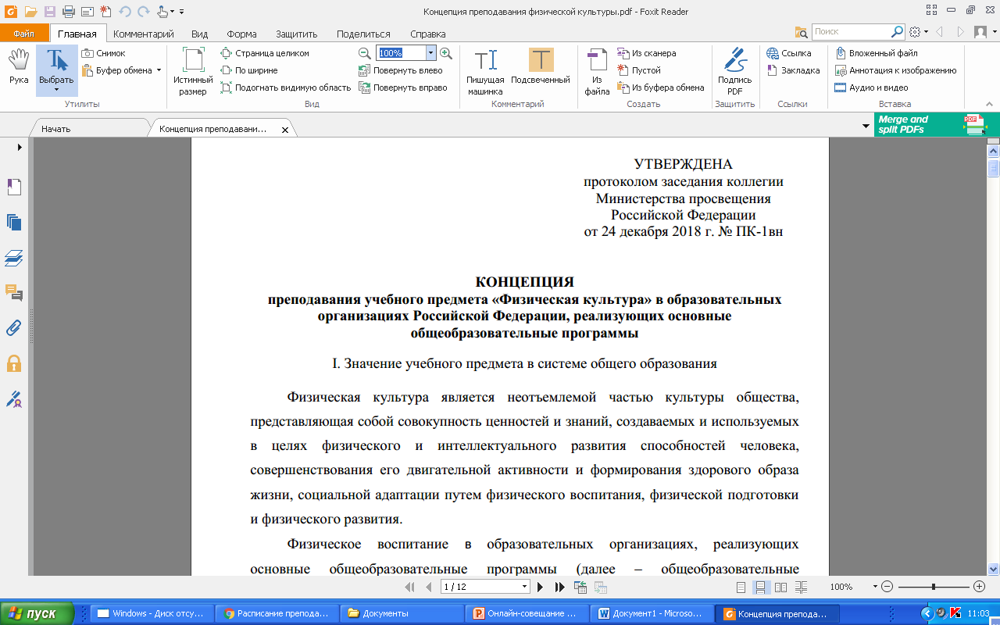 Концепция преподавания физической культуры.pdf - Foxit Reader
Файл Главная Комментарий Вид Форма Защитить Поделиться Справка
Поиск
Рука
Выбрать
Снимок
Буфер обмена
Утилиты
Истинный размер
Страница целиком
По ширине
Подогнать видимую область
100%
Повернуть влево
Повернуть вправо
Вид
Пишущая машинка
Подсвеченный
Комментарий
Из файла
Из сканера
Пустой
Из буфера обмена
Создать
Подпись PDF
Защитить
Ссылка
Закладка
Ссылки
Вложенный файл
Аннотация к изображению
Аудио и видео
Вставка
Начать
Концепция преподавани...
Merge and
split PDFs
PDF
УТВЕРЖДЕНА
протоколом заседания коллегии
Министерства просвещения
Российской Федерации
от 24 декабря 2018 г. № ПК-1вн
КОНЦЕПЦИЯ
преподавания учебного предмета «Физическая культура» в образовательных
организациях Российской Федерации, реализующих основные
общеобразовательные программы
I. Значение учебного предмета в системе общего образования
Физическая культура является неотъемлемой частью культуры общества,
представляющая собой совокупность ценностей и знаний, создаваемых и используемых
в целях физического и интеллектуального развития способностей человека,
совершенствования его двигательной активности и формирования здорового образа
жизни, социальной адаптации путем физического воспитания, физической подготовки
и физического развития.
Физическое воспитание в образовательных организациях, реализующих
основные общеобразовательные программы (далее – общеобразовательные
1 / 12
100%
пуск
Windows - Диск отсу...
Расписание препода...
Документы
Онлайн-совещание ...
Документ1 - Microso...
Концепция препода...
11:03